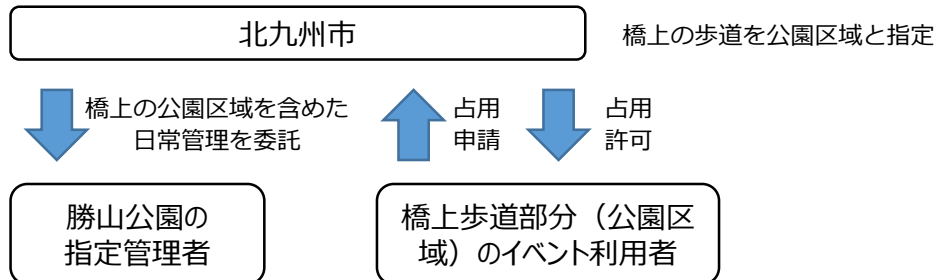 北九州市
橋上の歩道を公園区域と指定
橋上の公園区域を含めた
日常管理を委託
占用
申請
占用
許可
勝山公園の
指定管理者
橋上歩道部分（公園区
域）のイベント利用者